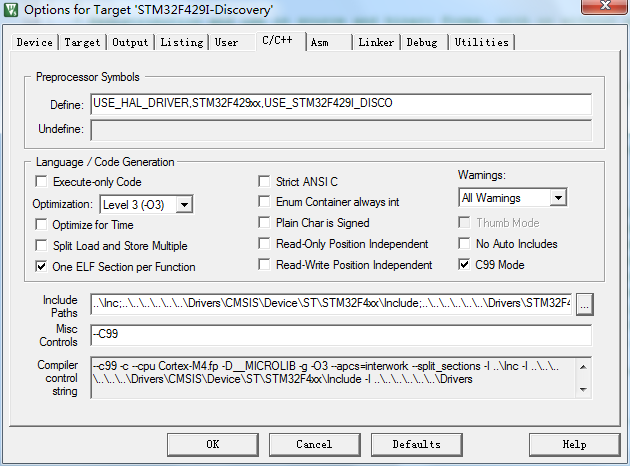 Options for Target 'STM32F429I-Discovery'
Device Target Output Listing User C/C++ Asm Linker Debug Utilities
Preprocessor Symbols
Define: USE_HAL_DRIVER,STM32F429xx,USE_STM32F429I_DISCO
Undefine:
Language / Code Generation
Execute-only Code Strict ANSI C Warnings:
Optimization: Level 3 (-O3) Enum Container always int All Warnings
Optimize for Time Plain Char is Signed Thumb Mode
Split Load and Store Multiple Read-Only Position Independent No Auto Includes
One ELF Section per Function Read-Write Position Independent C99 Mode
Include Paths ..\Inc;..\..\..\..\..\..\Drivers\CMSIS\Device\ST\STM32F4xx\Include;..\..\..\..\..\..\Drivers\STM32F4 ...
Misc Controls --C99
Compiler control string --c99 -c --cpu Cortex-M4.fp -D__MICROLIB -g -O3 --apcs=interwork --split_sections -I ..\Inc -I ..\..\..
\..\..\..\Drivers\CMSIS\Device\ST\STM32F4xx\Include -I ..\..\..\..\..\..\Drivers
OK Cancel Defaults Help